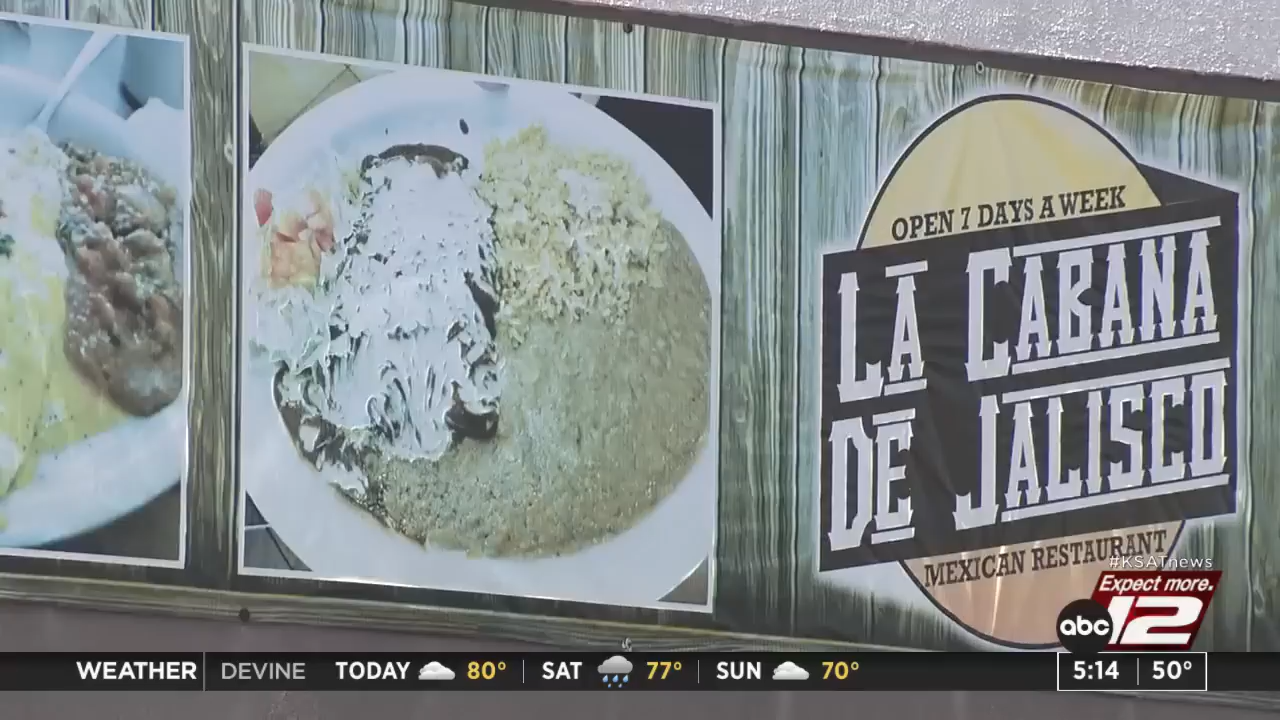 OPEN 7 DAYS A WEEK
LA CABANA
DE JALISCO
MEXICAN RESTAURANT
#KSATnews
Expect more.
abc 12
WEATHER DEVINE TODAY 80° SAT 77° SUN 70° 5:14 50°